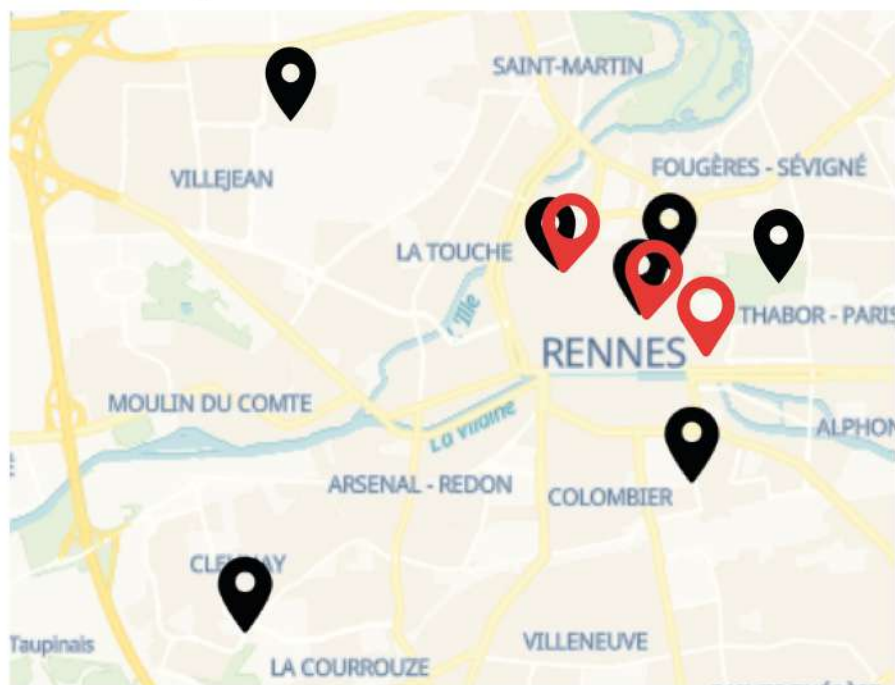 SAINT-MARTIN
FOUGÈRES - SÉVIGNÉ
VILLEJEAN
LA TOUCHE
L'Ille
THABOR - PARIS
RENNES
MOULIN DU COMTE
La Vilaine
ALPHON
ARSENAL - REDON
COLOMBIER
Taupinais
VILLENEUVE
LA COURROUZE